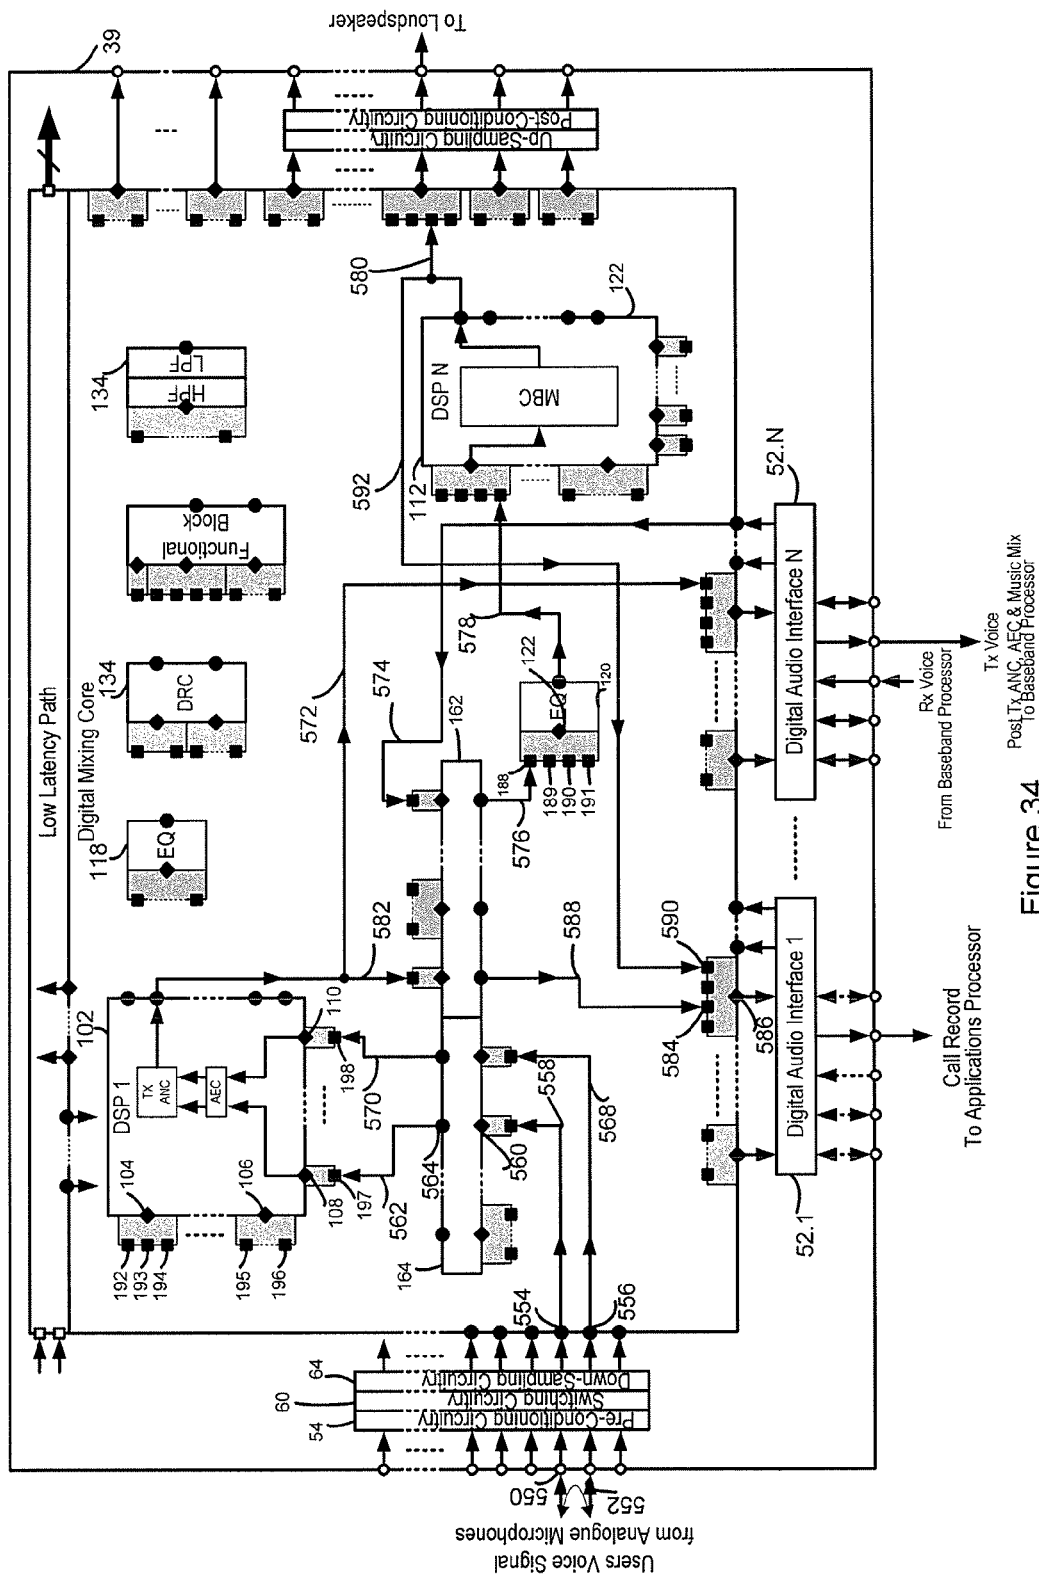 39
To Loudspeaker
Post-Conditioning Circuitry
Up-Sampling Circuitry
Low Latency Path
Digital Mixing Core
134
LPF
HPF
Functional
Block
134
DRC
118
EQ
580
DSP N
122
MBC
112
592
52.N
Digital Audio Interface N
572
574
578
162
122
EQ
120
188
189
190
191
576
582
588
590
584
586
102
DSP 1
TX
ANC
AEC
110
198
570
104
106
108
197
562
564
560
558
568
192
193
194
195
196
164
554
556
Digital Audio Interface 1
52.1
64
60
54
Down-Sampling Circuitry
Switching Circuitry
Pre-Conditioning Circuitry
550
552
Users Voice Signal
from Analogue Microphones
Call Record
To Applications Processor
Rx Voice
From Baseband Processor
Tx Voice
Post Tx ANC, AEC & Music Mix
To Baseband Processor
Figure 34